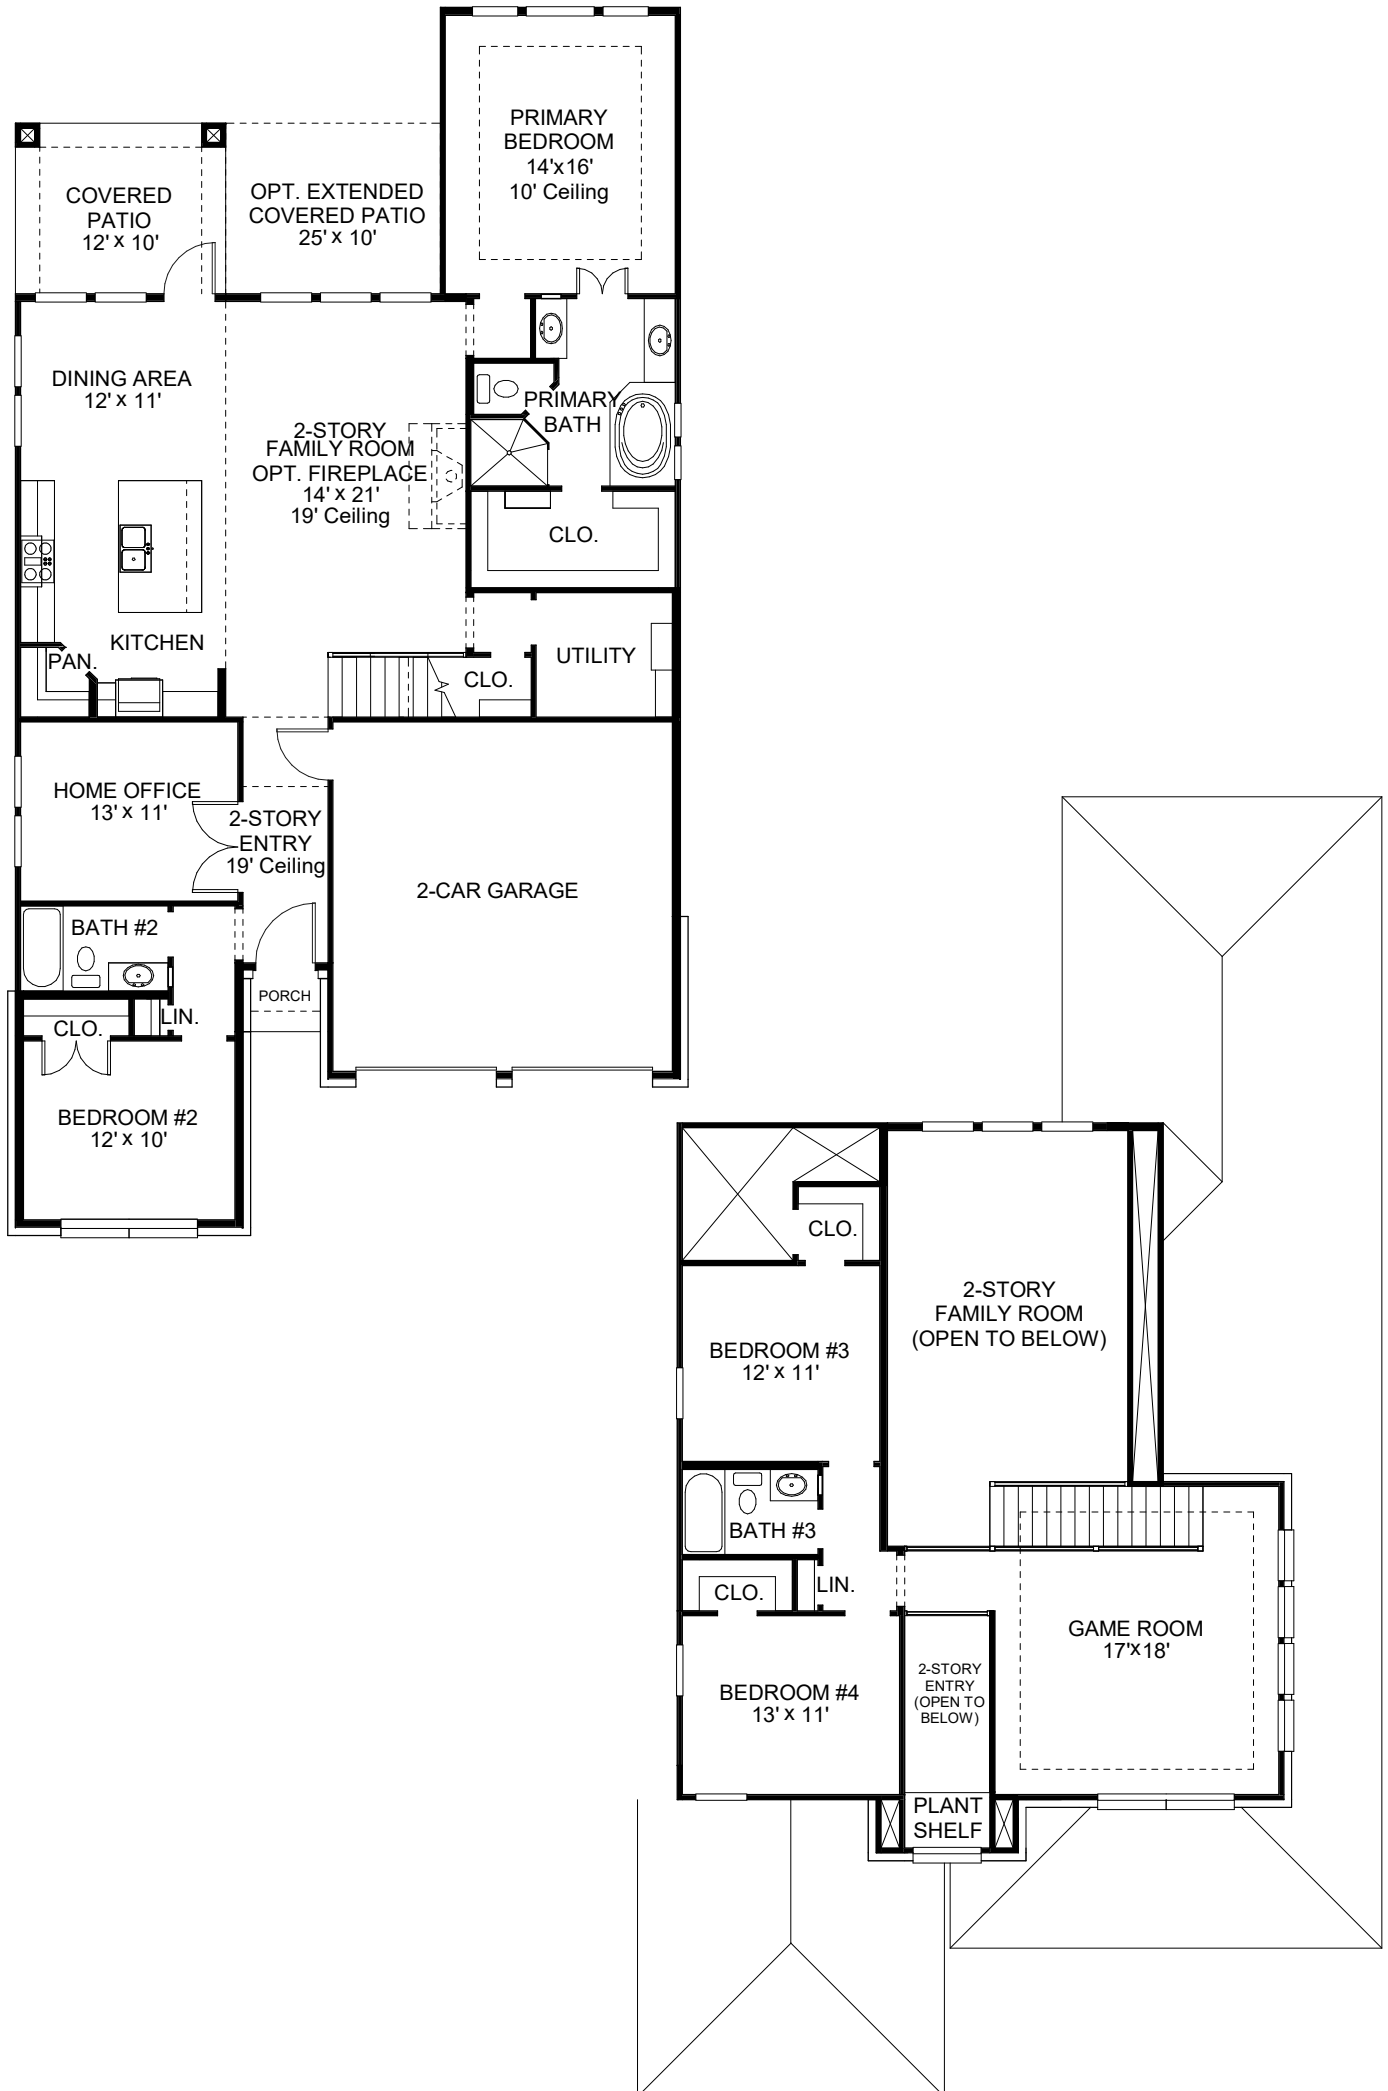 PRIMARY
BEDROOM
14'x16'
10' Ceiling
COVERED
PATIO
12' x 10'
OPT. EXTENDED
COVERED PATIO
25' x 10'
DINING AREA
12' x 11'
PRIMARY
BATH
2-STORY
FAMILY ROOM
OPT. FIREPLACE
14' x 21'
19' Ceiling
CLO.
KITCHEN
PAN.
UTILITY
CLO.
HOME OFFICE
13' x 11'
2-STORY
ENTRY
19' Ceiling
2-CAR GARAGE
BATH #2
PORCH
CLO.
LIN.
BEDROOM #2
12' x 10'
CLO.
2-STORY
FAMILY ROOM
(OPEN TO BELOW)
BEDROOM #3
12' x 11'
BATH #3
CLO.
LIN.
GAME ROOM
17'x18'
2-STORY
ENTRY
(OPEN TO
BELOW)
BEDROOM #4
13' x 11'
PLANT
SHELF